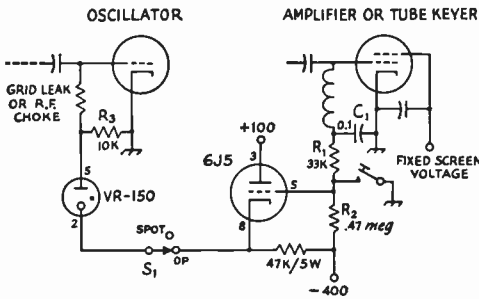 OSCILLATOR
AMPLIFIER OR TUBE KEYER
GRID LEAK
OR R.F.
CHOKE
R3
10K
C1
0.1
+100
R1
33K
FIXED SCREEN
VOLTAGE
6J5
3
5
8
5
VR-150
2
R2
.47 meg
SPOT
S1
OP
47K/5W
-400